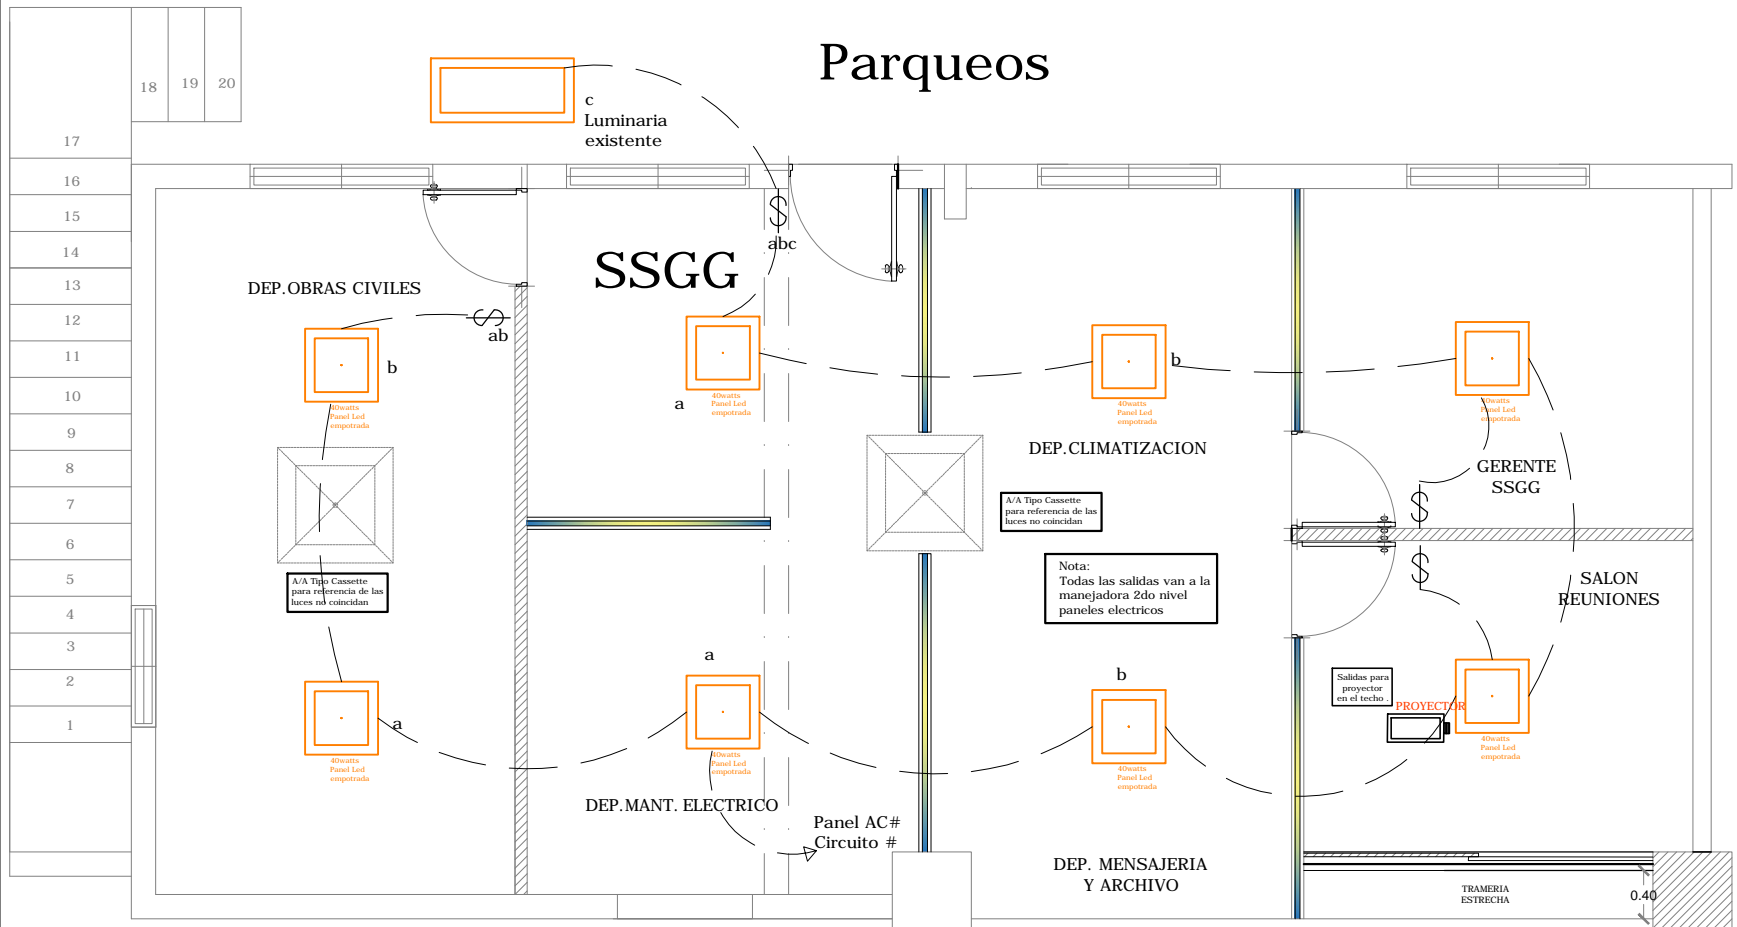 Parqueos
18
19
20
c
Luminaria
existente
17
16
15
14
13
12
11
10
9
8
7
6
5
4
3
2
1
abc
SSGG
DEP.OBRAS CIVILES
ab
b
40watts
Panel Led
empotrada
a
40watts
Panel Led
empotrada
b
40watts
Panel Led
empotrada
40watts
Panel Led
empotrada
DEP.CLIMATIZACION
GERENTE
SSGG
A/A Tipo Cassette
para referencia de las
luces no coincidan
A/A Tipo Cassette
para referencia de las
luces no coincidan
Nota:
Todas las salidas van a la
manejadora 2do nivel
paneles electricos
SALON
REUNIONES
a
40watts
Panel Led
empotrada
a
40watts
Panel Led
empotrada
b
40watts
Panel Led
empotrada
Salidas para
proyector
en el techo .
PROYECTOR
40watts
Panel Led
empotrada
DEP.MANT. ELECTRICO
Panel AC#
Circuito #
DEP. MENSAJERIA
Y ARCHIVO
TRAMERIA
ESTRECHA
0.40